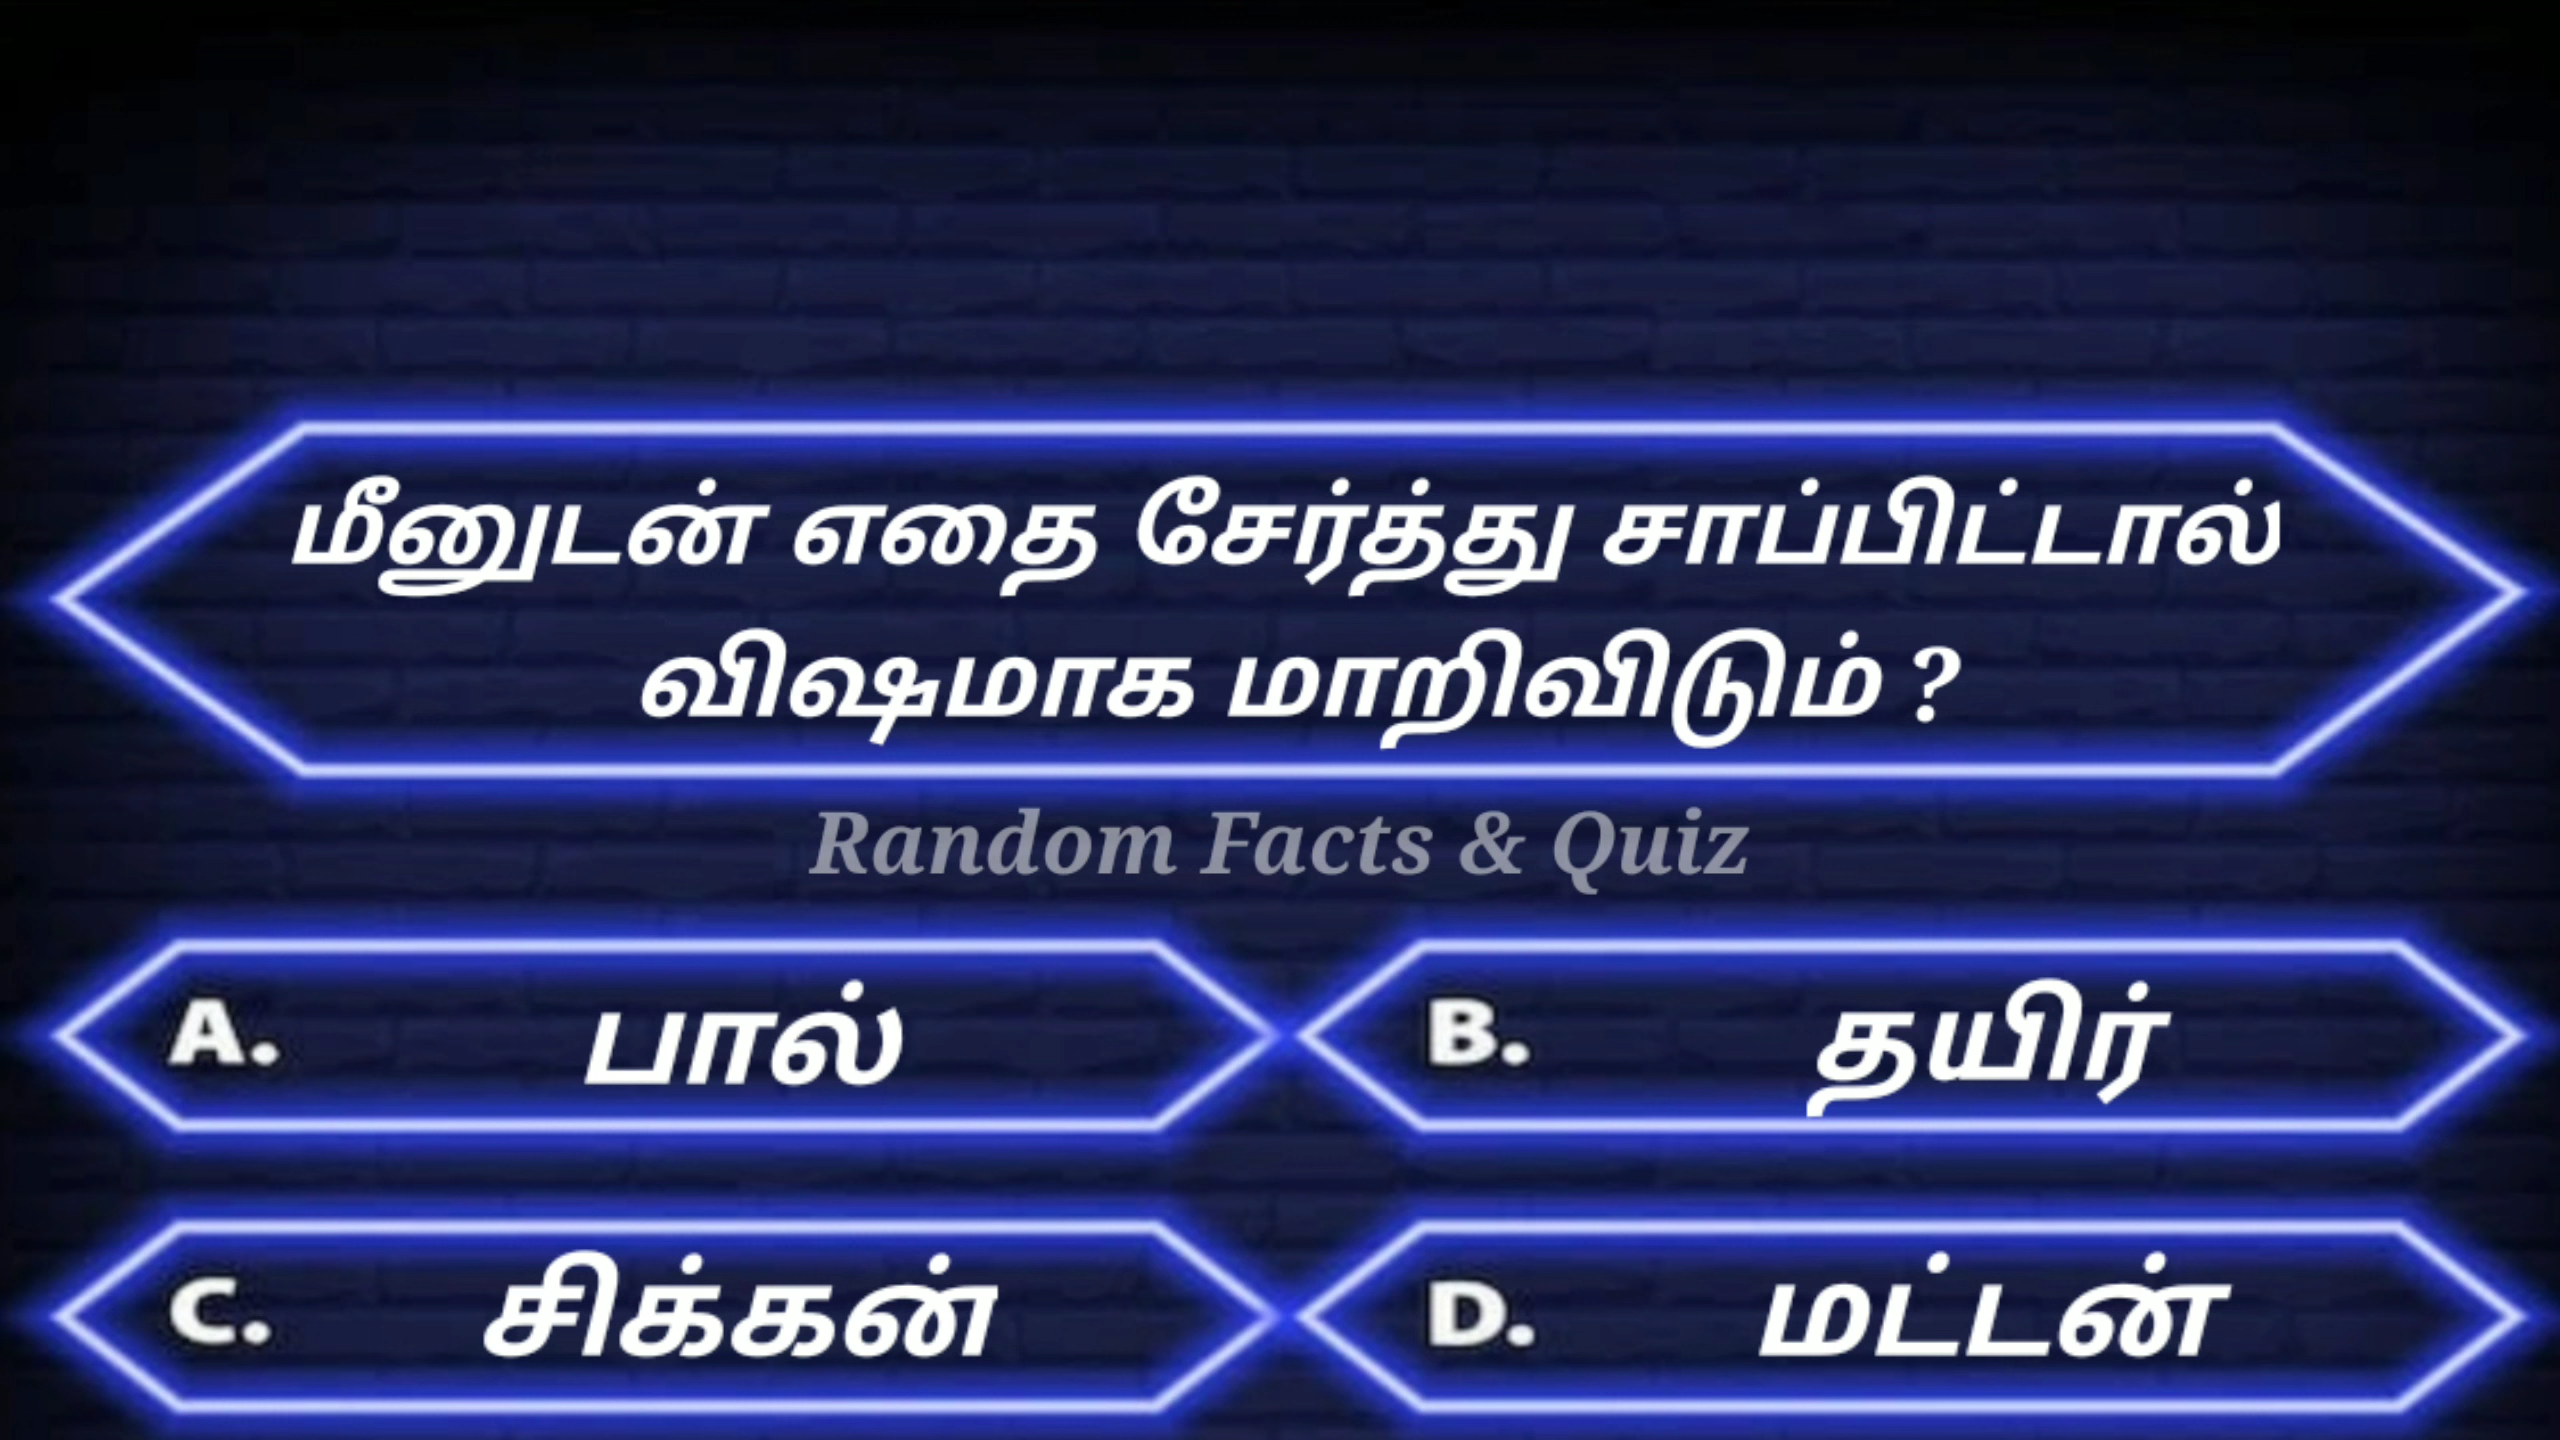 மீனுடன் எதை சேர்த்து சாப்பிட்டால்
விஷமாக மாறிவிடும் ?
Random Facts & Quiz
A. பால்
B. தயிர்
C. சிக்கன்
D. மட்டன்